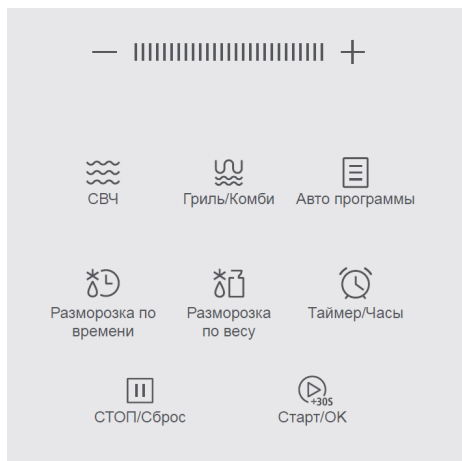 СВЧ
Гриль/Комби
Авто программы
Разморозка по
времени
Разморозка
по весу
Таймер/Часы
+30S
СТОП/Сброс
Старт/OK